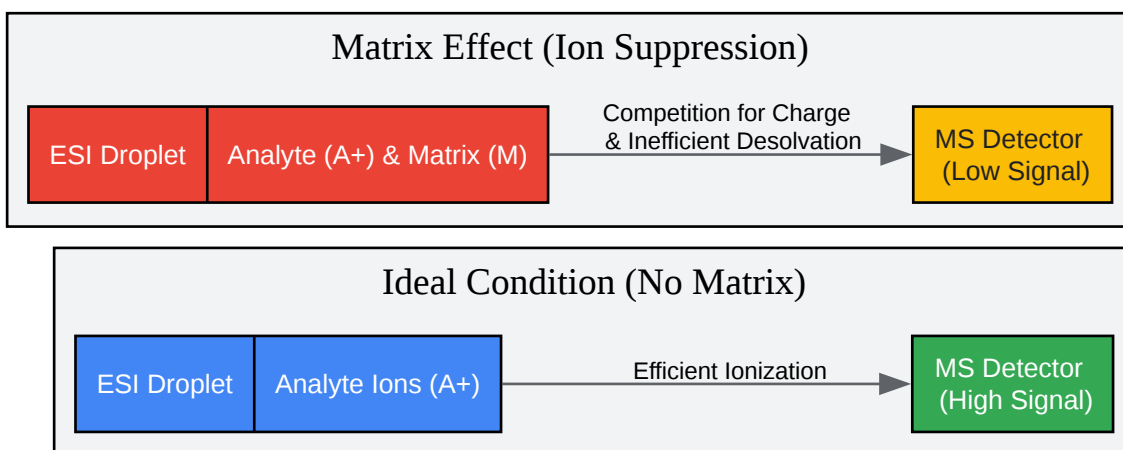 Matrix Effect (Ion Suppression)
ESI Droplet
Analyte (A+) & Matrix (M)
Competition for Charge
& Inefficient Desolvation
MS Detector
(Low Signal)
Ideal Condition (No Matrix)
ESI Droplet
Analyte Ions (A+)
Efficient Ionization
MS Detector
(High Signal)